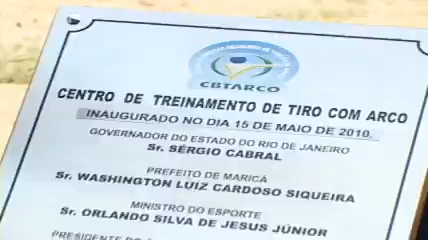 CBTARCO
CENTRO DE TREINAMENTO DE TIRO COM ARCO
INAUGURADO NO DIA 15 DE MAIO DE 2010.
GOVERNADOR DO ESTADO DO RIO DE JANEIRO
Sr. SÉRGIO CABRAL
PREFEITO DE MARICÁ
Sr. WASHINGTON LUIZ CARDOSO SIQUEIRA
MINISTRO DO ESPORTE
Sr. ORLANDO SILVA DE JESUS JÚNIOR
PRESIDENTE DO